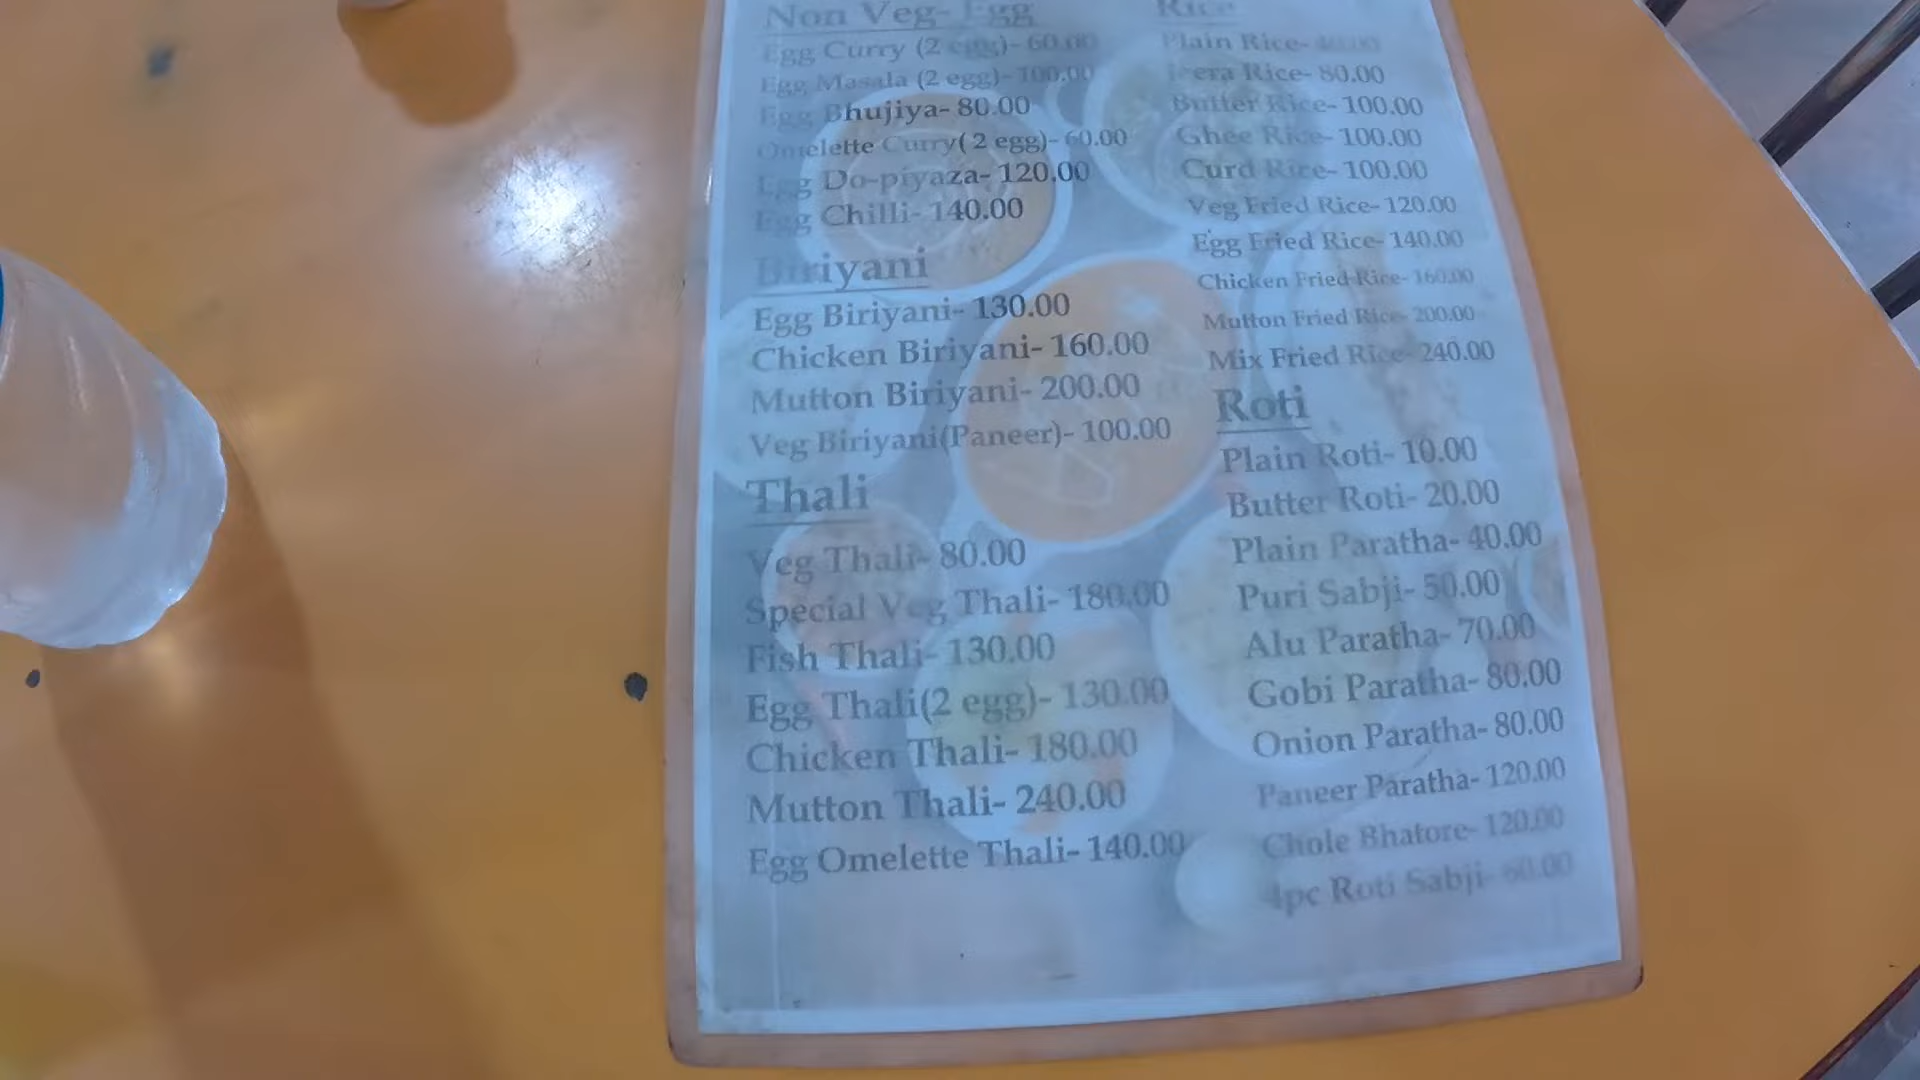 Non Veg- Egg
Egg Curry (2 egg)- 60.00
Egg Masala (2 egg)- 100.00
Egg Bhujiya- 80.00
Omelette Curry( 2 egg)- 60.00
Egg Do-piyaza- 120.00
Egg Chilli- 140.00
Biriyani
Egg Biriyani- 130.00
Chicken Biriyani- 160.00
Mutton Biriyani- 200.00
Veg Biriyani(Paneer)- 100.00
Thali
Veg Thali- 80.00
Special Veg Thali- 180.00
Fish Thali- 130.00
Egg Thali(2 egg)- 130.00
Chicken Thali- 180.00
Mutton Thali- 240.00
Egg Omelette Thali- 140.00
Rice
Plain Rice-
Jeera Rice- 80.00
Butter Rice- 100.00
Ghee Rice- 100.00
Curd Rice- 100.00
Veg Fried Rice- 120.00
Egg Fried Rice- 140.00
Chicken Fried Rice- 160.00
Mutton Fried Rice- 200.00
Mix Fried Rice- 240.00
Roti
Plain Roti- 10.00
Butter Roti- 20.00
Plain Paratha- 40.00
Puri Sabji- 50.00
Alu Paratha- 70.00
Gobi Paratha- 80.00
Onion Paratha- 80.00
Paneer Paratha- 120.00
Chole Bhatore- 120.00
4pc Roti Sabji- 60.00